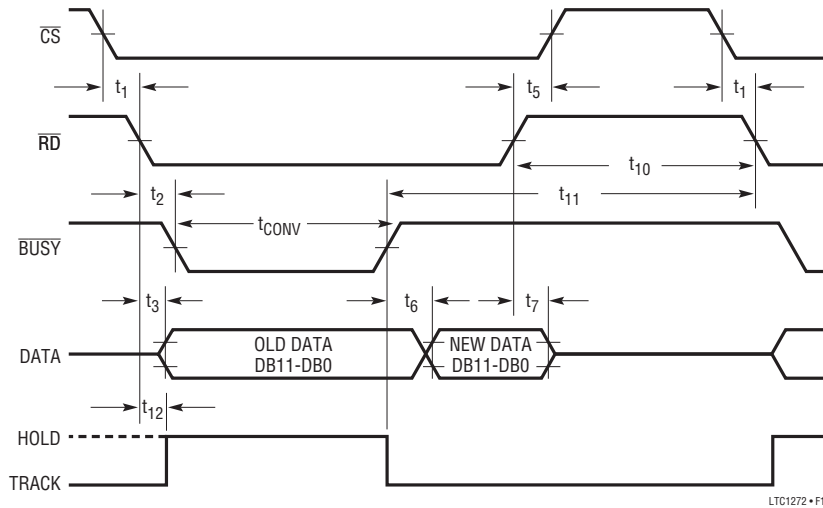 CS
t1
t5
t1
RD
t10
t2
t11
tCONV
BUSY
t3
t6
t7
DATA
OLD DATA
DB11-DB0
NEW DATA
DB11-DB0
t12
HOLD
TRACK
LTC1272 • F1